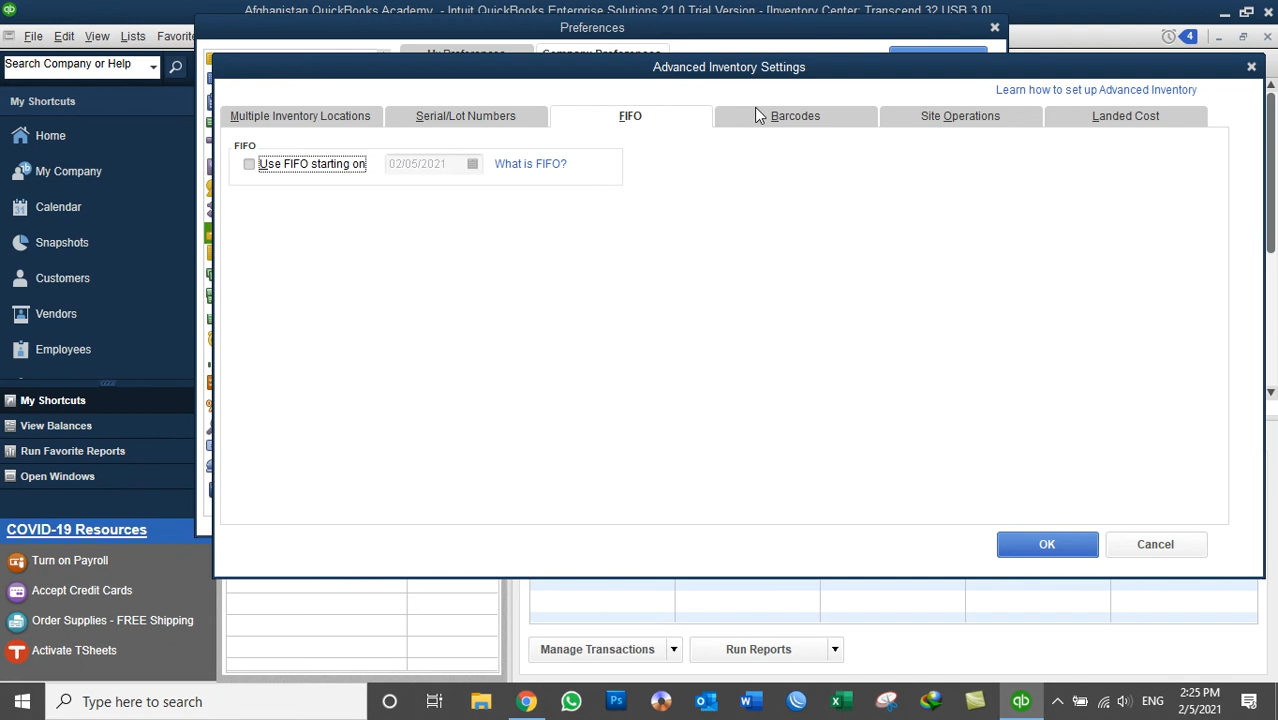 Afghanistan QuickBooks Academy - Intuit QuickBooks Enterprise Solutions 21.0 Trial Version - [Inventory Center: Transcend 32 USB 3.0]
File Edit View Lists Favorite
4
Preferences
Search Company or Help
My Preferences Company Preferences
Advanced Inventory Settings
Learn how to set up Advanced Inventory
My Shortcuts
Multiple Inventory Locations Serial/Lot Numbers FIFO Barcodes Site Operations Landed Cost
Home
FIFO
Use FIFO starting on 02/05/2021 What is FIFO?
My Company
Calendar
Snapshots
Customers
Vendors
Employees
My Shortcuts
View Balances
Run Favorite Reports
Open Windows
COVID-19 Resources
OK Cancel
Turn on Payroll
Accept Credit Cards
Order Supplies - FREE Shipping
Activate TSheets
Manage Transactions Run Reports
Type here to search
ENG
2:25 PM
2/5/2021